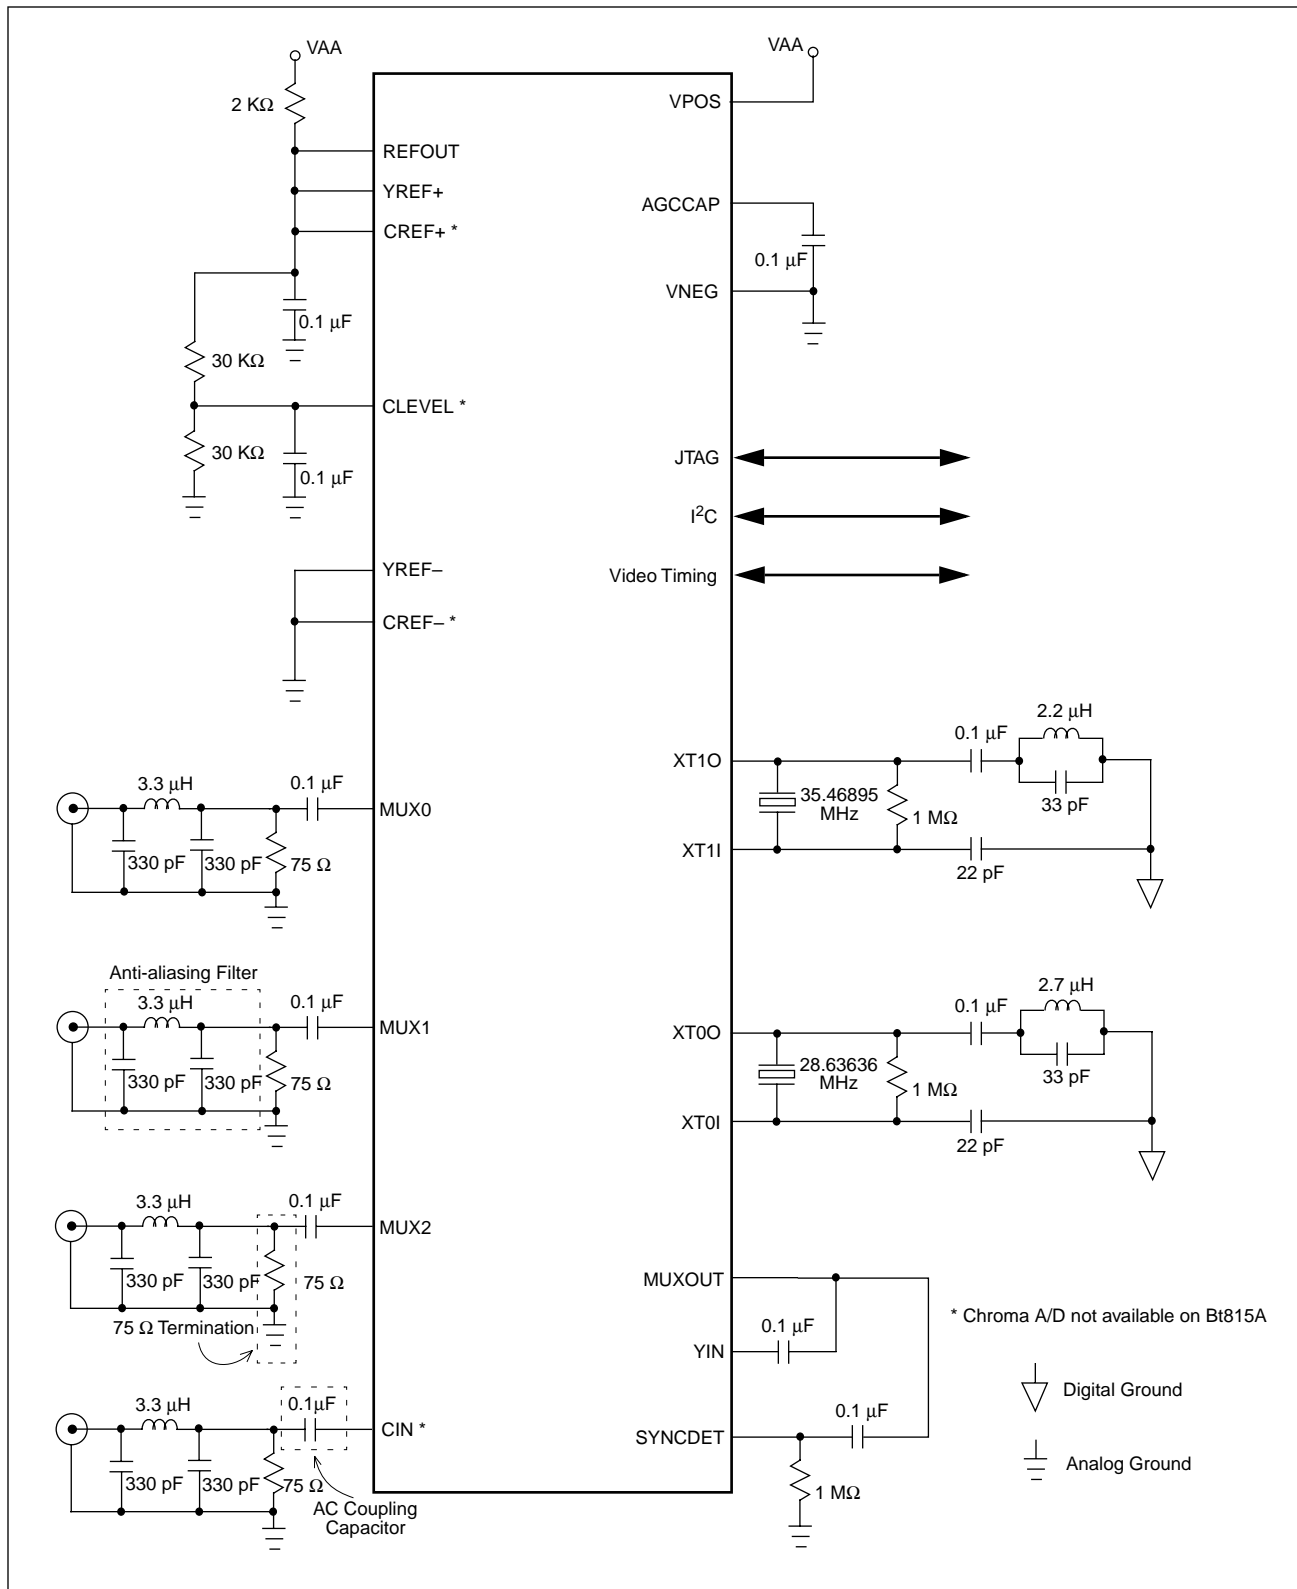 VAA
2 KΩ
REFOUT
YREF+
CREF+ *
0.1 μF
30 KΩ
CLEVEL *
30 KΩ
0.1 μF
YREF–
CREF– *
3.3 μH
0.1 μF
MUX0
330 pF
330 pF
75 Ω
Anti-aliasing Filter
3.3 μH
0.1 μF
MUX1
330 pF
330 pF
75 Ω
3.3 μH
0.1 μF
MUX2
330 pF
330 pF
75 Ω
75 Ω Termination
3.3 μH
0.1μF
CIN *
330 pF
330 pF
75 Ω
AC Coupling
Capacitor
VAA
VPOS
AGCCAP
0.1 μF
VNEG
JTAG
I²C
Video Timing
2.2 μH
0.1 μF
XT1O
35.46895
MHz
1 MΩ
33 pF
XT1I
22 pF
2.7 μH
0.1 μF
XT0O
28.63636
MHz
1 MΩ
33 pF
XT0I
22 pF
MUXOUT
0.1 μF
YIN
0.1 μF
SYNCDET
1 MΩ
* Chroma A/D not available on Bt815A
Digital Ground
Analog Ground